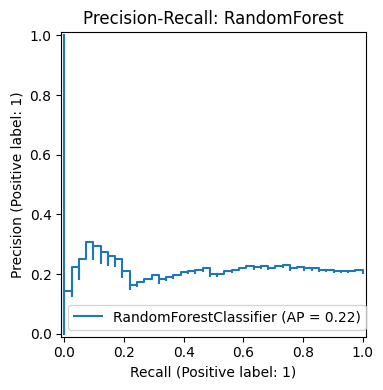 Precision-Recall: RandomForest
Precision (Positive label: 1)
1.0
0.8
0.6
0.4
0.2
0.0
RandomForestClassifier (AP = 0.22)
0.0 0.2 0.4 0.6 0.8 1.0
Recall (Positive label: 1)